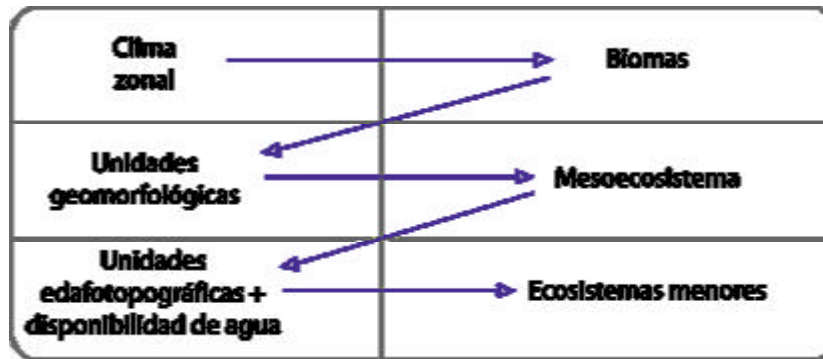 Clima
zonal
Biomas
Unidades
geomorfológicas
Mesoecosistema
Unidades
edafotopográficas +
disponibilidad de agua
Ecosistemas menores